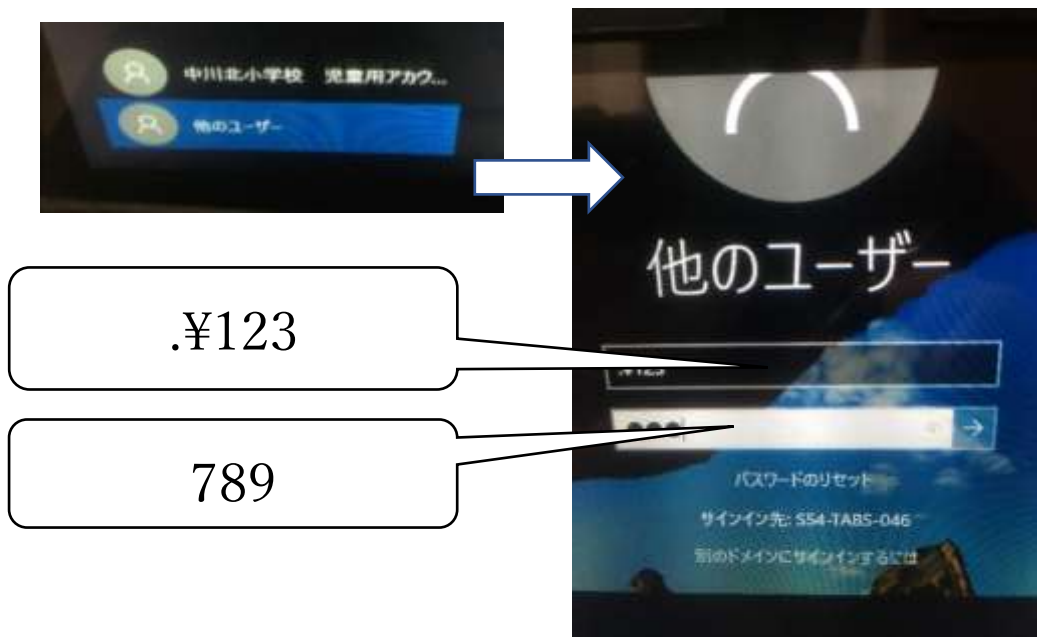 中川北小学校 児童用アカウ...
他のユーザー
.¥123
789
他のユーザー
.¥123
●●●
パスワードのリセット
サインイン先: S54-TABS-046
別のドメインにサインインするには